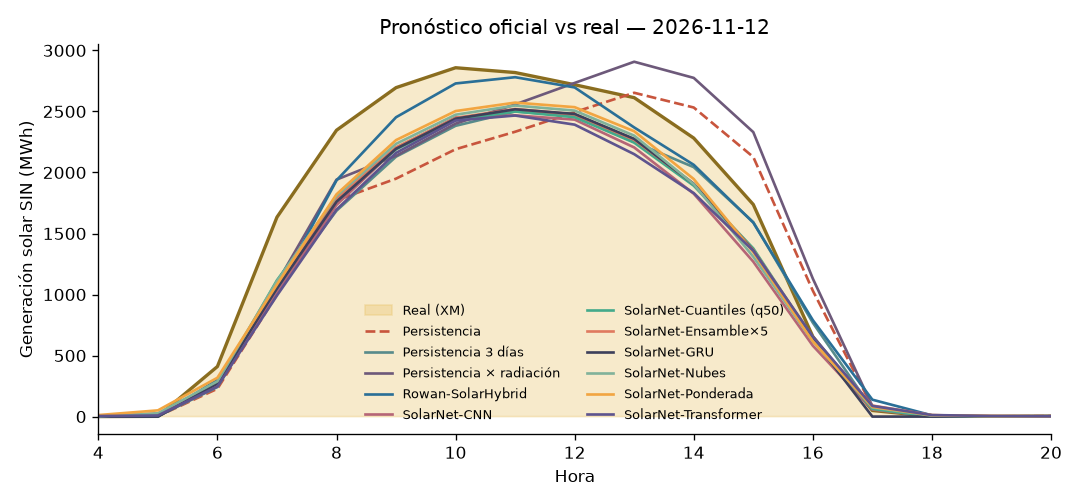 Pronóstico oficial vs real — 2026-11-12
Generación solar SIN (MWh)
3000
2500
2000
1500
1000
500
0
Real (XM)
Persistencia
Persistencia 3 días
Persistencia × radiación
Rowan-SolarHybrid
SolarNet-CNN
SolarNet-Cuantiles (q50)
SolarNet-Ensamble×5
SolarNet-GRU
SolarNet-Nubes
SolarNet-Ponderada
SolarNet-Transformer
4 6 8 10 12 14 16 18 20
Hora